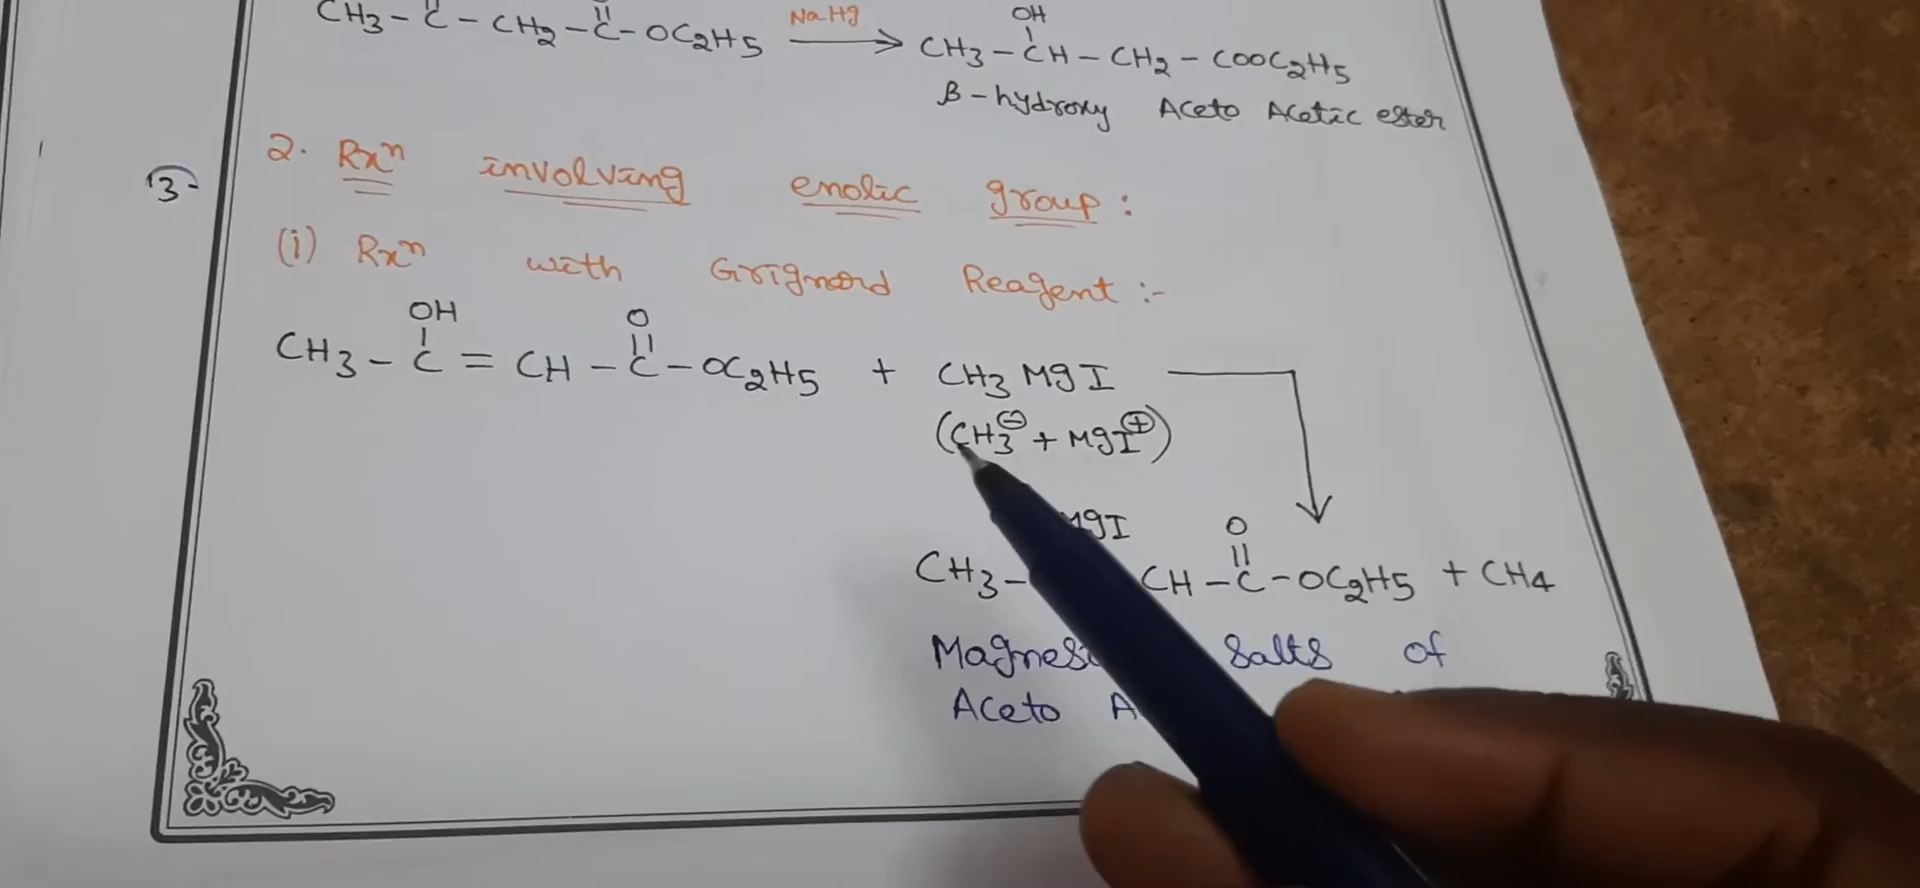 CH3 - C - CH2 - C - OC2H5 NaHg → CH3 - CH - CH2 - COOC2H5
OH
β - hydroxy Aceto Acetic ester
3.
2. Rxn involving enolic group :
(i) Rxn with Grignard Reagent :-
OH O
CH3 - C = CH - C - OC2H5 + CH3 MgI
(CH3⊖ + MgI⊕)
MgI O
CH3 - CH - C - OC2H5 + CH4
Salts of
Aceto